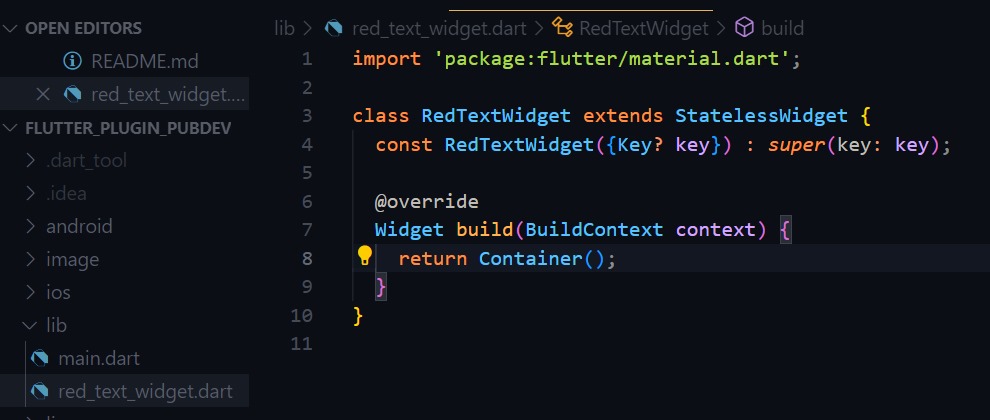 OPEN EDITORS
README.md
red_text_widget....
FLUTTER_PLUGIN_PUBDEV
.dart_tool
.idea
android
image
ios
lib
main.dart
red_text_widget.dart
lib > red_text_widget.dart > RedTextWidget > build
1 import 'package:flutter/material.dart';
2
3 class RedTextWidget extends StatelessWidget {
4 const RedTextWidget({Key? key}) : super(key: key);
5
6 @override
7 Widget build(BuildContext context) {
8 return Container();
9 }
10 }
11